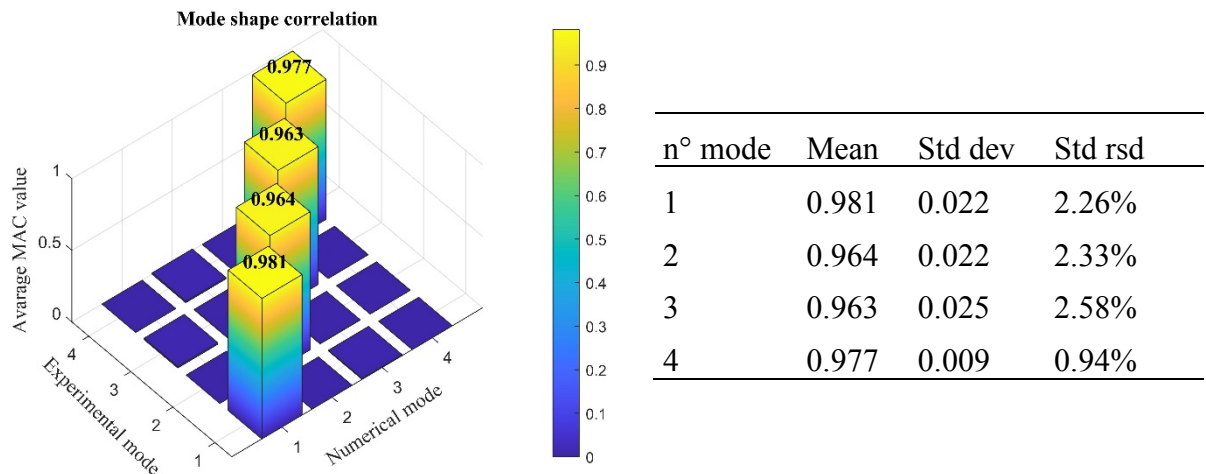 Mode shape correlation
0.977
0.963
0.964
0.981
Avarage MAC value
1
0.5
0
Experimental mode
4
3
2
1
Numerical mode
1
2
3
4
0.9
0.8
0.7
0.6
0.5
0.4
0.3
0.2
0.1
0
n° mode Mean Std dev Std rsd
1 0.981 0.022 2.26%
2 0.964 0.022 2.33%
3 0.963 0.025 2.58%
4 0.977 0.009 0.94%